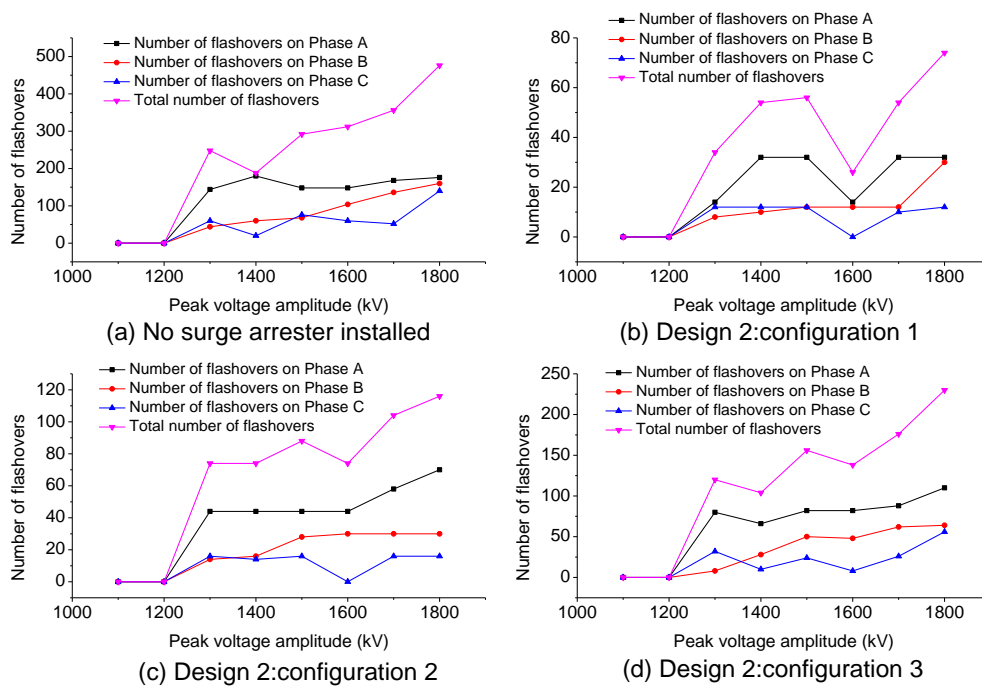 Number of flashovers on Phase A
Number of flashovers on Phase B
Number of flashovers on Phase C
Total number of flashovers
500
400
300
200
100
0
Number of flashovers
1000 1200 1400 1600 1800
Peak voltage amplitude (kV)
(a) No surge arrester installed
Number of flashovers on Phase A
Number of flashovers on Phase B
Number of flashovers on Phase C
Total number of flashovers
80
60
40
20
0
Number of flashovers
1000 1200 1400 1600 1800
Peak voltage amplitude (kV)
(b) Design 2:configuration 1
Number of flashovers on Phase A
Number of flashovers on Phase B
Number of flashovers on Phase C
Total number of flashovers
120
100
80
60
40
20
0
Number of flashovers
1000 1200 1400 1600 1800
Peak voltage amplitude (kV)
(c) Design 2:configuration 2
Number of flashovers on Phase A
Number of flashovers on Phase B
Number of flashovers on Phase C
Total number of flashovers
250
200
150
100
50
0
Number of flashovers
1000 1200 1400 1600 1800
Peak voltage amplitude (kV)
(d) Design 2:configuration 3